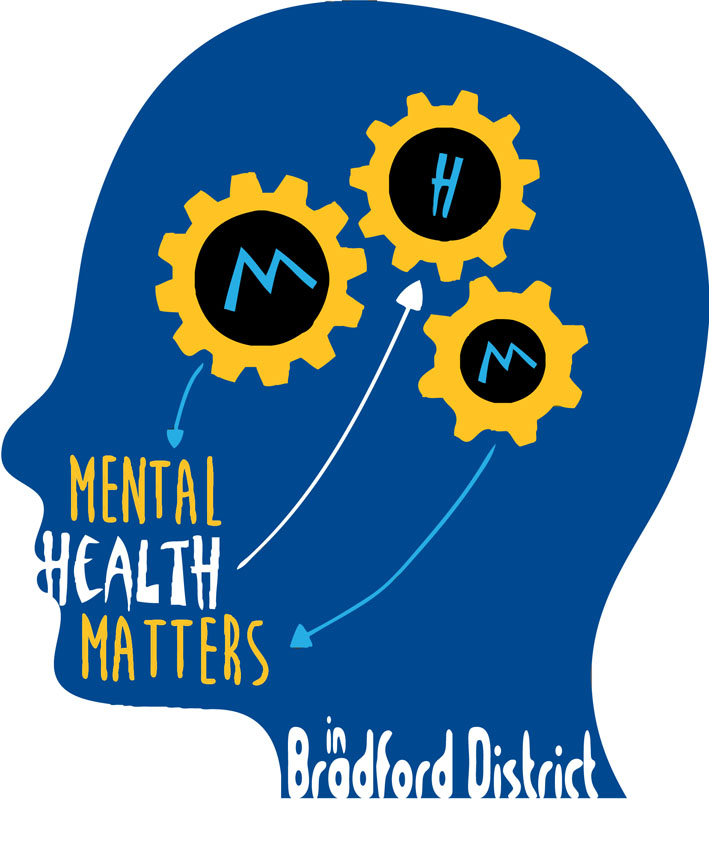 H
M
M
MENTAL
HEALTH
MATTERS
in
Bradford District